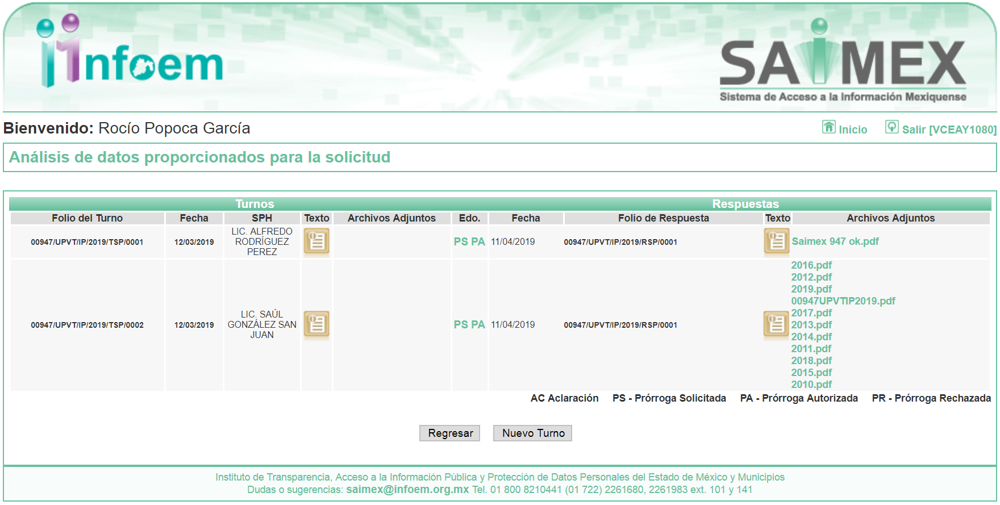 infoem
SAIMEX
Sistema de Acceso a la Información Mexiquense
Bienvenido: Rocío Popoca García
Inicio Salir [VCEAY1080]
Análisis de datos proporcionados para la solicitud
Turnos Respuestas
Folio del Turno Fecha SPH Texto Archivos Adjuntos Edo. Fecha Folio de Respuesta Texto Archivos Adjuntos
00947/UPVT/IP/2019/TSP/0001 12/03/2019 LIC. ALFREDO RODRÍGUEZ PEREZ PS PA 11/04/2019 00947/UPVT/IP/2019/RSP/0001 Saimex 947 ok.pdf
00947/UPVT/IP/2019/TSP/0002 12/03/2019 LIC. SAÚL GONZÁLEZ SAN JUAN PS PA 11/04/2019 00947/UPVT/IP/2019/RSP/0001
2016.pdf
2012.pdf
2019.pdf
00947UPVTIP2019.pdf
2017.pdf
2013.pdf
2014.pdf
2011.pdf
2018.pdf
2015.pdf
2010.pdf
AC Aclaración PS - Prórroga Solicitada PA - Prórroga Autorizada PR - Prórroga Rechazada
Regresar Nuevo Turno
Instituto de Transparencia, Acceso a la Información Pública y Protección de Datos Personales del Estado de México y Municipios
Dudas o sugerencias: saimex@infoem.org.mx Tel. 01 800 8210441 (01 722) 2261680, 2261983 ext. 101 y 141